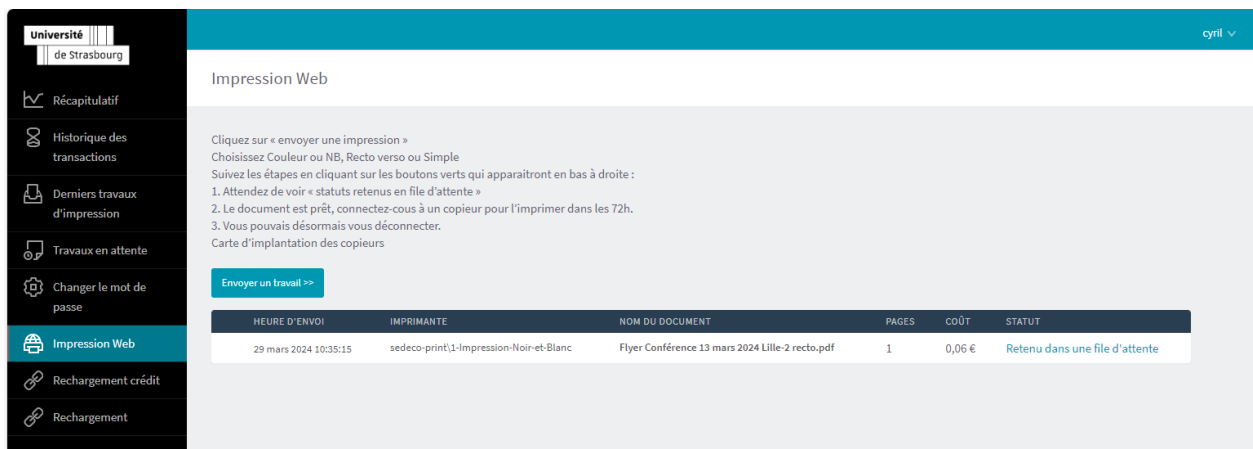 Université
de Strasbourg
cyril
Impression Web
Récapitulatif
Historique des
transactions
Derniers travaux
d'impression
Travaux en attente
Changer le mot de
passe
Impression Web
Rechargement crédit
Rechargement
Cliquez sur « envoyer une impression »
Choisissez Couleur ou NB, Recto verso ou Simple
Suivez les étapes en cliquant sur les boutons verts qui apparaitront en bas à droite :
1. Attendez de voir « statuts retenus en file d'attente »
2. Le document est prêt, connectez-cous à un copieur pour l'imprimer dans les 72h.
3. Vous pouvais désormais vous déconnecter.
Carte d'implantation des copieurs
Envoyer un travail >>
HEURE D'ENVOI IMPRIMANTE NOM DU DOCUMENT PAGES COÛT STATUT
29 mars 2024 10:35:15 sedeco-print\1-Impression-Noir-et-Blanc Flyer Conférence 13 mars 2024 Lille-2 recto.pdf 1 0,06 € Retenu dans une file d'attente